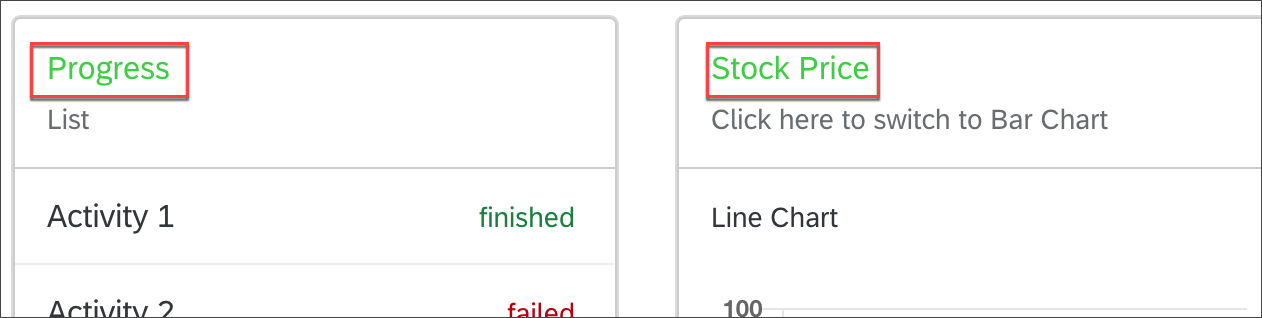 Progress
List
Activity 1 finished
Activity 2 failed
Stock Price
Click here to switch to Bar Chart
Line Chart
100